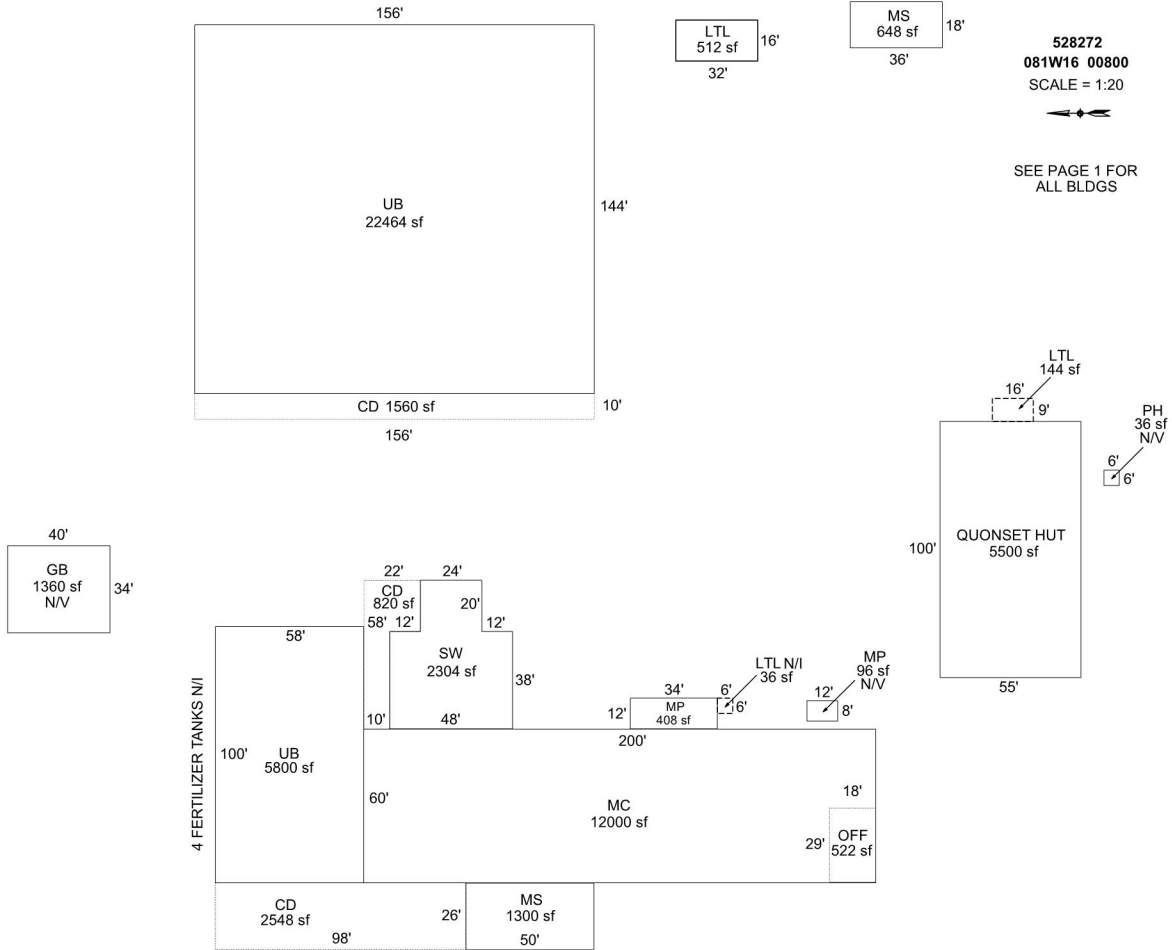 156'
LTL
512 sf
16'
32'
MS
648 sf
18'
36'
528272
081W16 00800
SCALE = 1:20
SEE PAGE 1 FOR
ALL BLDGS
UB
22464 sf
144'
CD 1560 sf
10'
156'
LTL
144 sf
16'
9'
PH
36 sf
N/V
6'
6'
QUONSET HUT
5500 sf
100'
55'
40'
GB
1360 sf
N/V
34'
22'
24'
CD
820 sf
20'
58'
12'
12'
SW
2304 sf
38'
10'
48'
58'
4 FERTILIZER TANKS N/I
100'
UB
5800 sf
LTL N/I
36 sf
34'
6'
MP
408 sf
12'
6'
MP
96 sf
N/V
12'
8'
200'
60'
MC
12000 sf
18'
29'
OFF
522 sf
CD
2548 sf
26'
98'
MS
1300 sf
50'